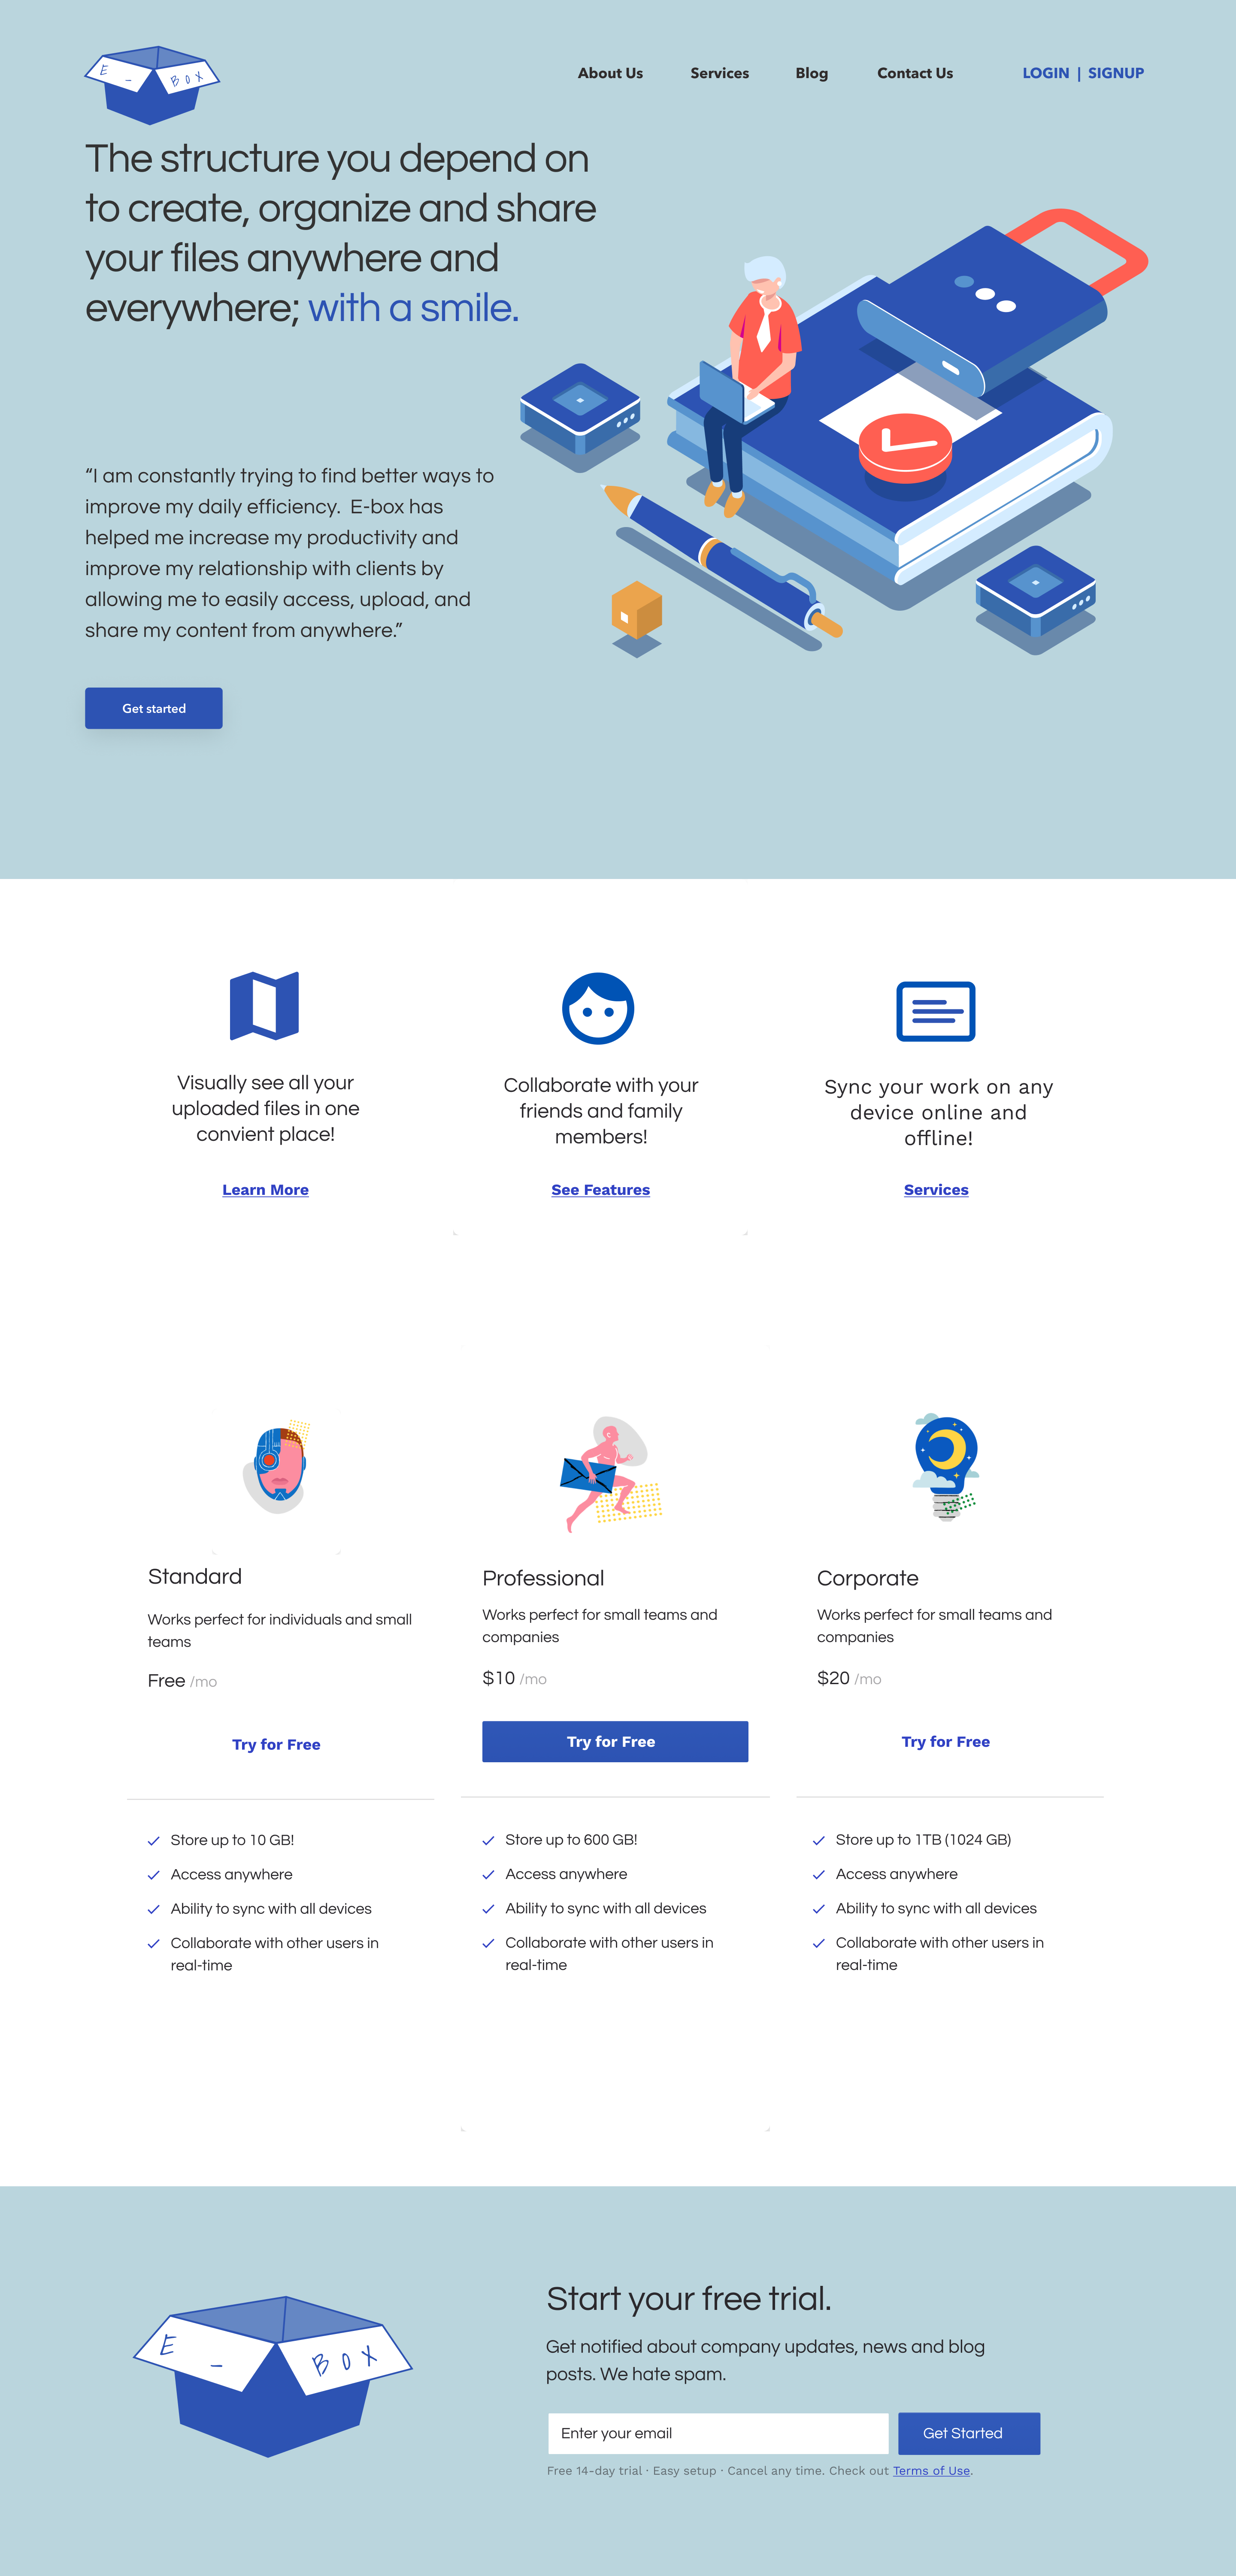 E - BOX
About Us Services Blog Contact Us LOGIN | SIGNUP
The structure you depend on
to create, organize and share
your files anywhere and
everywhere; with a smile.
“I am constantly trying to find better ways to
improve my daily efficiency.  E-box has
helped me increase my productivity and
improve my relationship with clients by
allowing me to easily access, upload, and
share my content from anywhere.”
Get started
Visually see all your
uploaded files in one
convient place!
Learn More
Collaborate with your
friends and family
members!
See Features
Sync your work on any
device online and
offline!
Services
Standard
Works perfect for individuals and small
teams
Free /mo
Try for Free
Store up to 10 GB!
Access anywhere
Ability to sync with all devices
Collaborate with other users in
real-time
Professional
Works perfect for small teams and
companies
$10 /mo
Try for Free
Store up to 600 GB!
Access anywhere
Ability to sync with all devices
Collaborate with other users in
real-time
Corporate
Works perfect for small teams and
companies
$20 /mo
Try for Free
Store up to 1TB (1024 GB)
Access anywhere
Ability to sync with all devices
Collaborate with other users in
real-time
E - BOX
Start your free trial.
Get notified about company updates, news and blog
posts. We hate spam.
Enter your email
Get Started
Free 14-day trial · Easy setup · Cancel any time. Check out Terms of Use.